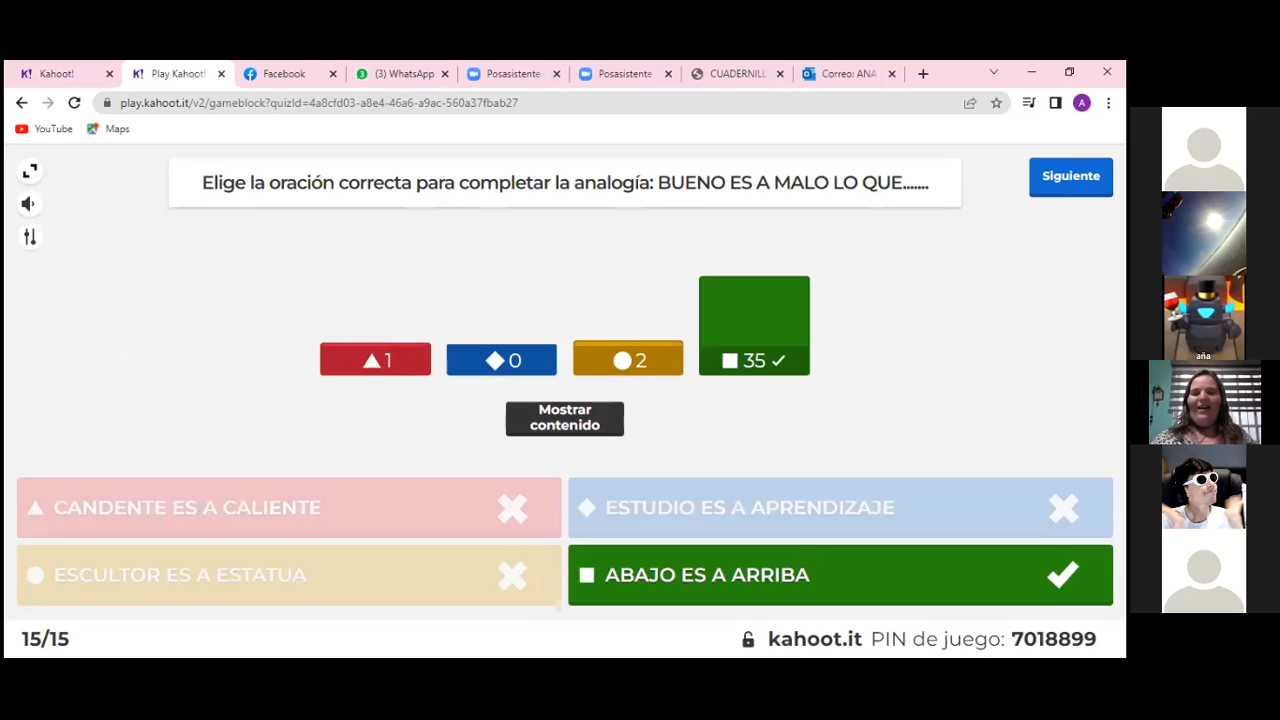 Kahoot!
Play Kahoot!
Facebook
(3) WhatsApp
Posasistente
Posasistente
CUADERNILL
Correo: ANA
play.kahoot.it/v2/gameblock?quizId=4a8cfd03-a8e4-46a6-a9ac-560a37fbab27
A
YouTube
Maps
Elige la oración correcta para completar la analogía: BUENO ES A MALO LO QUE.......
Siguiente
1
0
2
35
Mostrar
contenido
CANDENTE ES A CALIENTE
ESTUDIO ES A APRENDIZAJE
ESCULTOR ES A ESTATUA
ABAJO ES A ARRIBA
15/15
kahoot.it PIN de juego: 7018899
aña